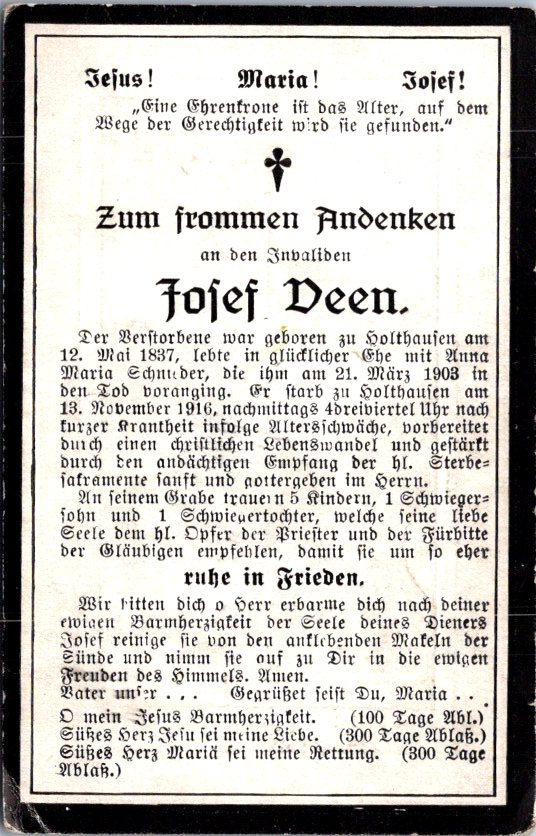 Jesus! Maria! Josef!
„Eine Ehrenkrone ist das Alter, auf dem
Wege der Gerechtigkeit wird sie gefunden.“
Zum frommen Andenken
an den Invaliden
Josef Deen.
Der Verstorbene war geboren zu Holthausen am
12. Mai 1837, lebte in glücklicher Ehe mit Anna
Maria Schnieder, die ihm am 21. März 1903 in
den Tod voranging. Er starb zu Holthausen am
13. November 1916, nachmittags 4dreiviertel Uhr nach
kurzer Krantheit infolge Altersschwäche, vorbereitet
durch einen christlichen Lebenswandel und gestärkt
durch den andächtigen Empfang der hl. Sterbe-
sakramente sanft und gottergeben im Herrn.
An seinem Grabe trauern 5 Kindern, 1 Schwieger-
sohn und 1 Schwiegertochter, welche seine liebe
Seele dem hl. Opfer der Priester und der Fürbitte
der Gläubigen empfehlen, damit sie um so eher
ruhe in Frieden.
Wir bitten dich o Herr erbarme dich nach deiner
ewigen Barmherzigkeit der Seele deines Dieners
Josef reinige sie von den anklebenden Makeln der
Sünde und nimm sie auf zu Dir in die ewigen
Freuden des Himmels. Amen.
Vater unser . . . Gegrüßet seist Du, Maria . .
O mein Jesus Barmherzigkeit. (100 Tage Abl.)
Süßes Herz Jesu sei meine Liebe. (300 Tage Ablaß.)
Süßes Herz Mariä sei meine Rettung. (300 Tage
Ablaß.)